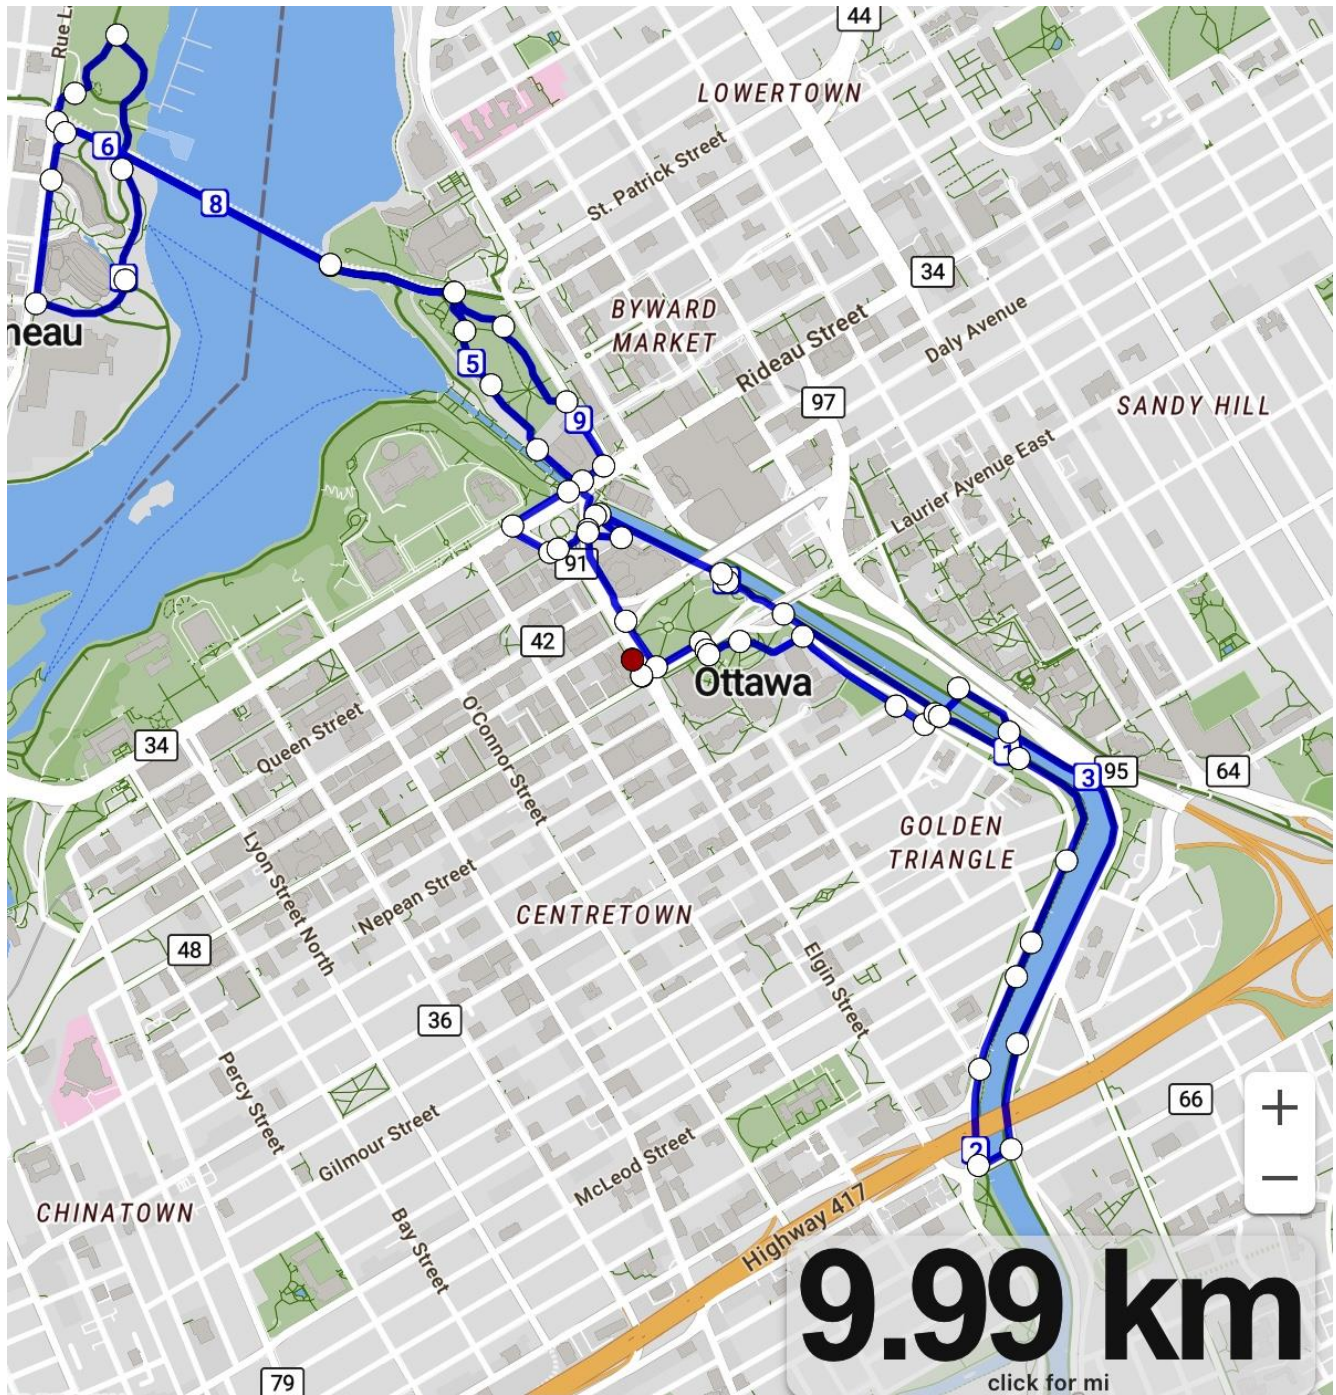 44
Rue L
LOWERTOWN
St. Patrick Street
6
8
34
BYWARD
MARKET
Rideau Street
Daly Avenue
neau
5
97
SANDY HILL
9
Laurier Avenue East
91
42
Ottawa
34
Queen Street
O'Connor Street
1
3
95
64
GOLDEN
TRIANGLE
Lyon Street North
Nepean Street
CENTRETOWN
48
Elgin Street
36
Percy Street
66
+
Gilmour Street
McLeod Street
2
−
CHINATOWN
Bay Street
Highway 417
9.99 km
79
click for mi